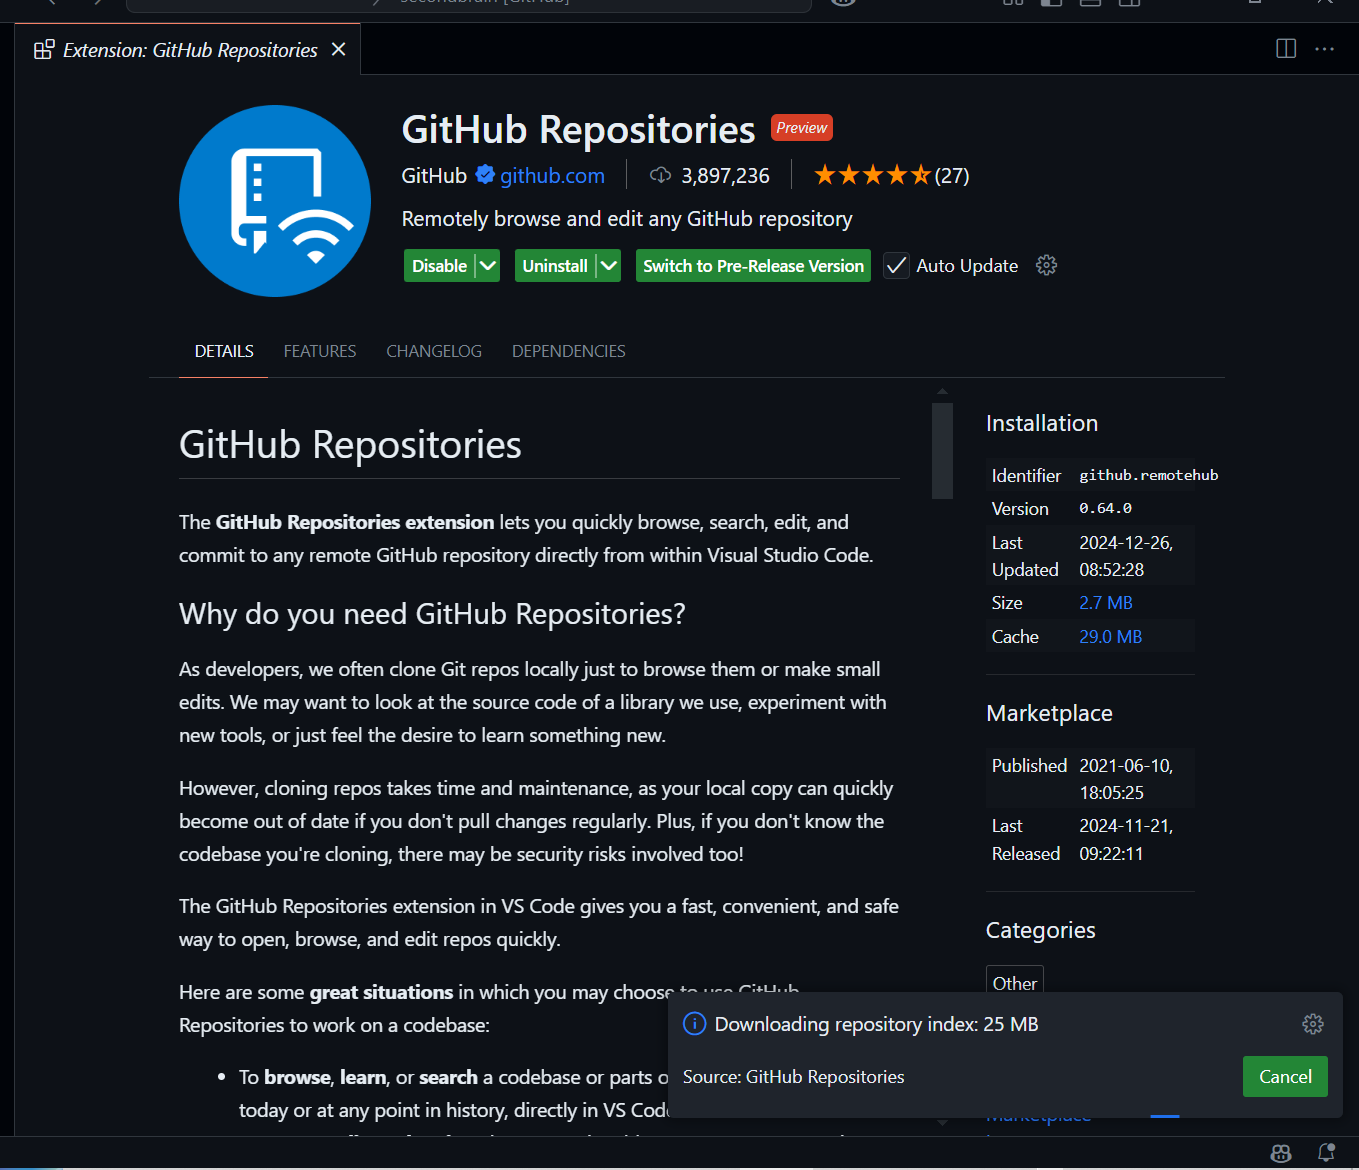 Extension: GitHub Repositories
GitHub Repositories Preview
GitHub github.com 3,897,236 (27)
Remotely browse and edit any GitHub repository
Disable Uninstall Switch to Pre-Release Version Auto Update
DETAILS FEATURES CHANGELOG DEPENDENCIES
GitHub Repositories
The GitHub Repositories extension lets you quickly browse, search, edit, and
commit to any remote GitHub repository directly from within Visual Studio Code.
Why do you need GitHub Repositories?
As developers, we often clone Git repos locally just to browse them or make small
edits. We may want to look at the source code of a library we use, experiment with
new tools, or just feel the desire to learn something new.
However, cloning repos takes time and maintenance, as your local copy can quickly
become out of date if you don't pull changes regularly. Plus, if you don't know the
codebase you're cloning, there may be security risks involved too!
The GitHub Repositories extension in VS Code gives you a fast, convenient, and safe
way to open, browse, and edit repos quickly.
Here are some great situations in which you may choose to use GitHub
Repositories to work on a codebase:
• To browse, learn, or search a codebase or parts o
today or at any point in history, directly in VS Cod
Installation
Identifier github.remotehub
Version 0.64.0
Last 2024-12-26,
Updated 08:52:28
Size 2.7 MB
Cache 29.0 MB
Marketplace
Published 2021-06-10,
18:05:25
Last 2024-11-21,
Released 09:22:11
Categories
Other
Marketplace
Downloading repository index: 25 MB
Source: GitHub Repositories
Cancel